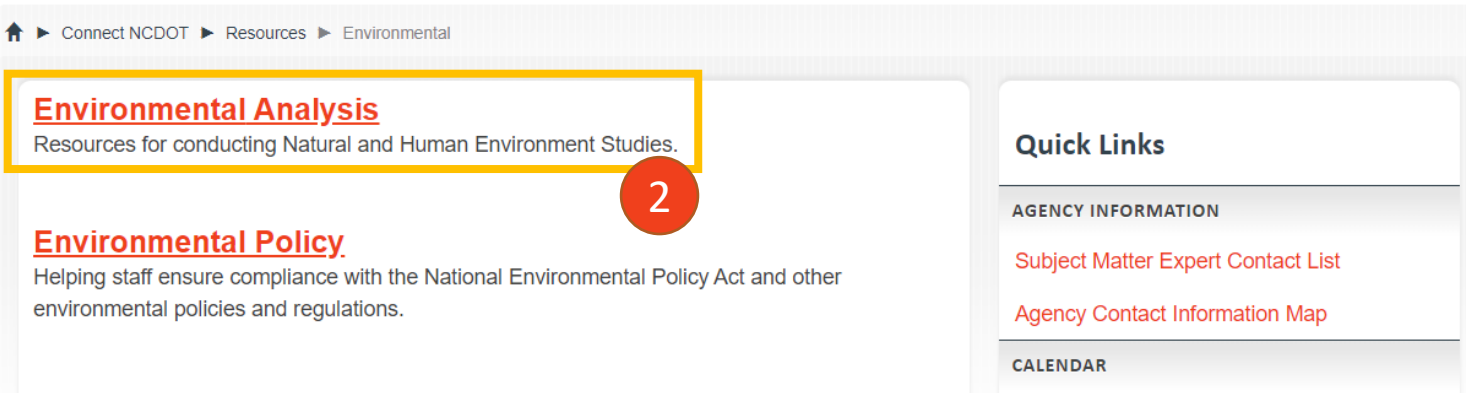 Connect NCDOT ► Resources ► Environmental
Environmental Analysis
Resources for conducting Natural and Human Environment Studies.
2
Environmental Policy
Helping staff ensure compliance with the National Environmental Policy Act and other
environmental policies and regulations.
Quick Links
AGENCY INFORMATION
Subject Matter Expert Contact List
Agency Contact Information Map
CALENDAR